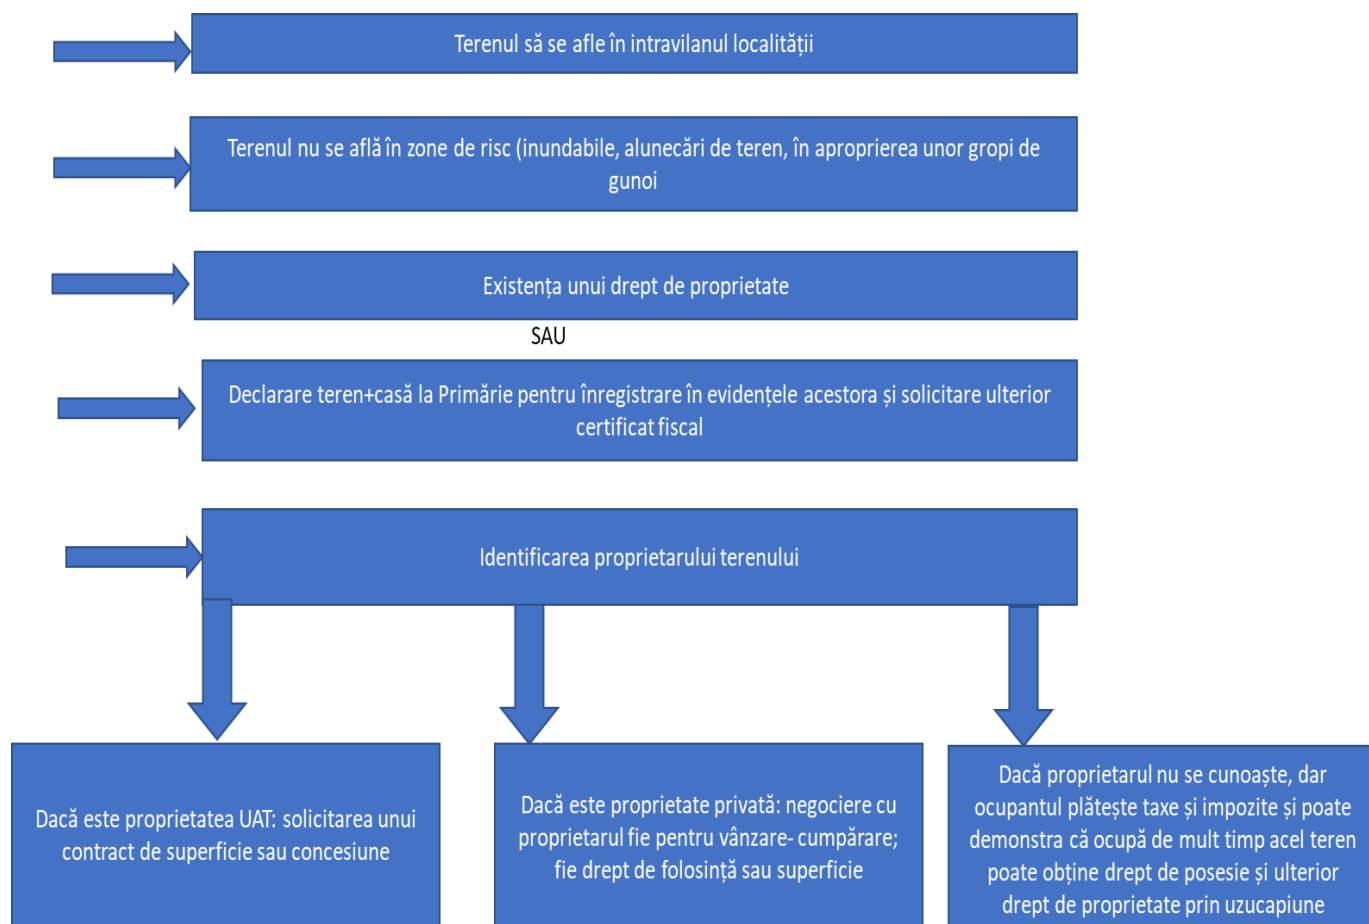 Terenul să se afle în intravilanul localității
Terenul nu se află în zone de risc (inundabile, alunecări de teren, în aproprierea unor gropi de
gunoi
Existența unui drept de proprietate
SAU
Declarare teren+casă la Primărie pentru înregistrare în evidențele acestora și solicitare ulterior
certificat fiscal
Identificarea proprietarului terenului
Dacă este proprietatea UAT: solicitarea unui
contract de superficie sau concesiune
Dacă este proprietate privată: negociere cu
proprietarul fie pentru vânzare- cumpărare;
fie drept de folosință sau superficie
Dacă proprietarul nu se cunoaște, dar
ocupantul plătește taxe și impozite și poate
demonstra că ocupă de mult timp acel teren
poate obține drept de posesie și ulterior
drept de proprietate prin uzucapiune